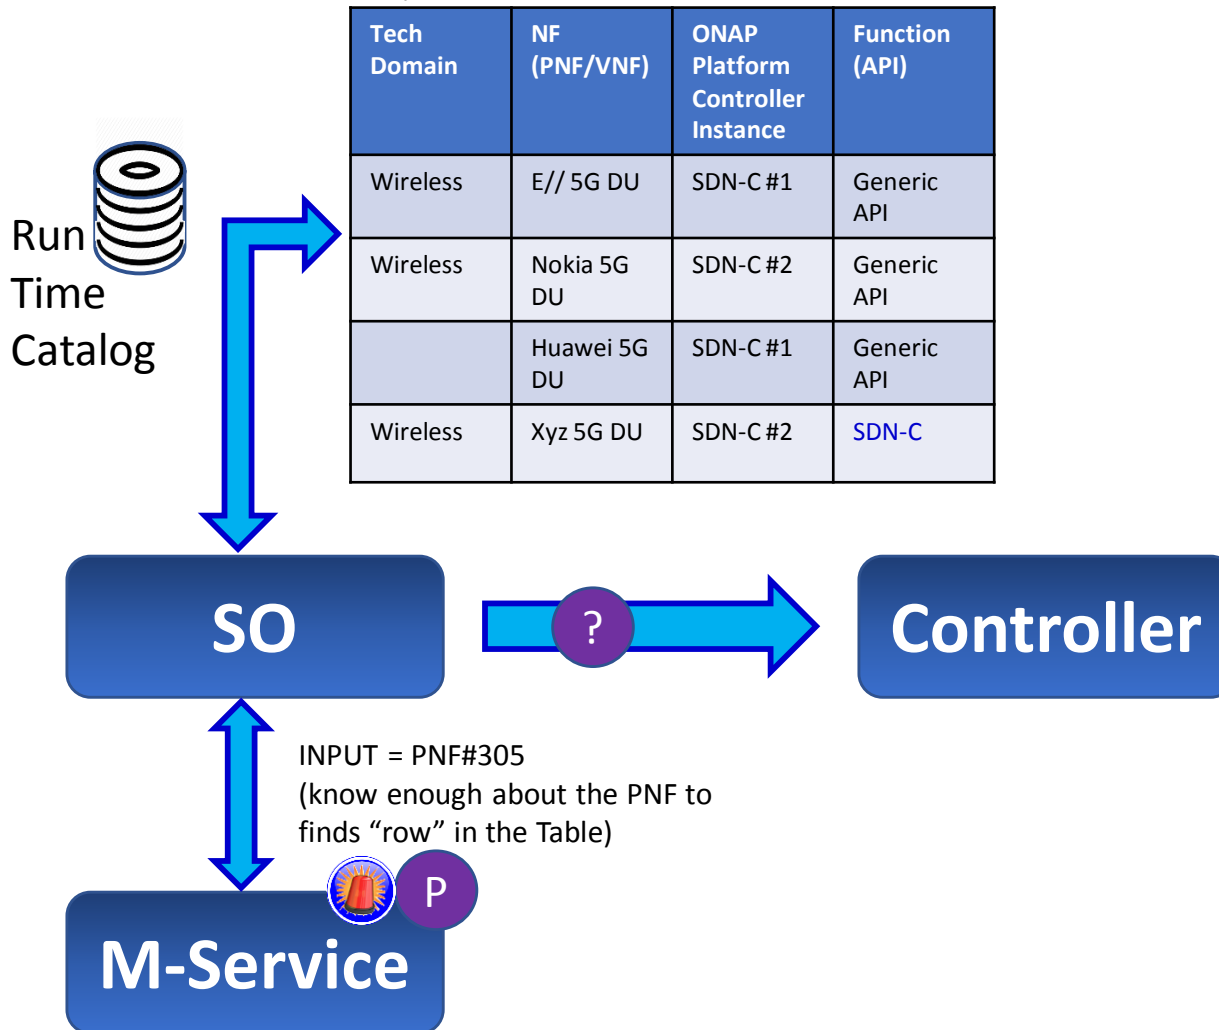 Tech Domain
NF (PNF/VNF)
ONAP Platform Controller Instance
Function (API)
Wireless
E// 5G DU
SDN-C #1
Generic API
Wireless
Nokia 5G DU
SDN-C #2
Generic API
Huawei 5G DU
SDN-C #1
Generic API
Wireless
Xyz 5G DU
SDN-C #2
SDN-C
Run
Time
Catalog
SO
?
Controller
INPUT = PNF#305
(know enough about the PNF to
finds “row” in the Table)
P
M-Service